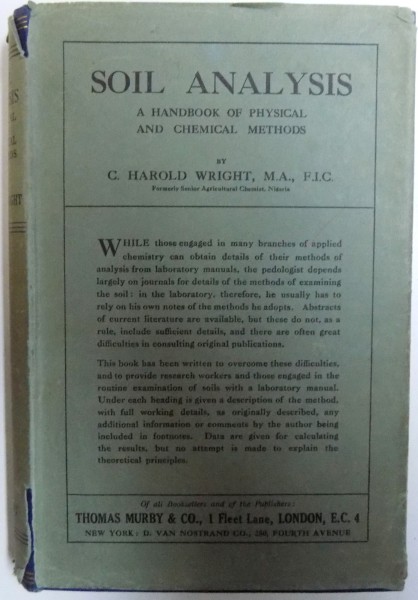 SOIL ANALYSIS
A HANDBOOK OF PHYSICAL
AND CHEMICAL METHODS
BY
C. HAROLD WRIGHT, M.A., F.I.C.
Formerly Senior Agricultural Chemist, Nigeria
WHILE those engaged in many branches of applied
chemistry can obtain details of their methods of
analysis from laboratory manuals, the pedologist depends
largely on journals for details of the methods of examining
the soil: in the laboratory, therefore, he usually has to
rely on his own notes of the methods he adopts. Abstracts
of current literature are available, but these do not, as a
rule, include sufficient details, and there are often great
difficulties in consulting original publications.
This book has been written to overcome these difficulties,
and to provide research workers and those engaged in the
routine examination of soils with a laboratory manual.
Under each heading is given a description of the method,
with full working details, as originally described, any
additional information or comments by the author being
included in footnotes. Data are given for calculating
the results, but no attempt is made to explain the
theoretical principles.
Of all Booksellers and of the Publishers:
THOMAS MURBY & CO., 1 Fleet Lane, LONDON, E.C. 4
NEW YORK: D. VAN NOSTRAND CO., 250, FOURTH AVENUE